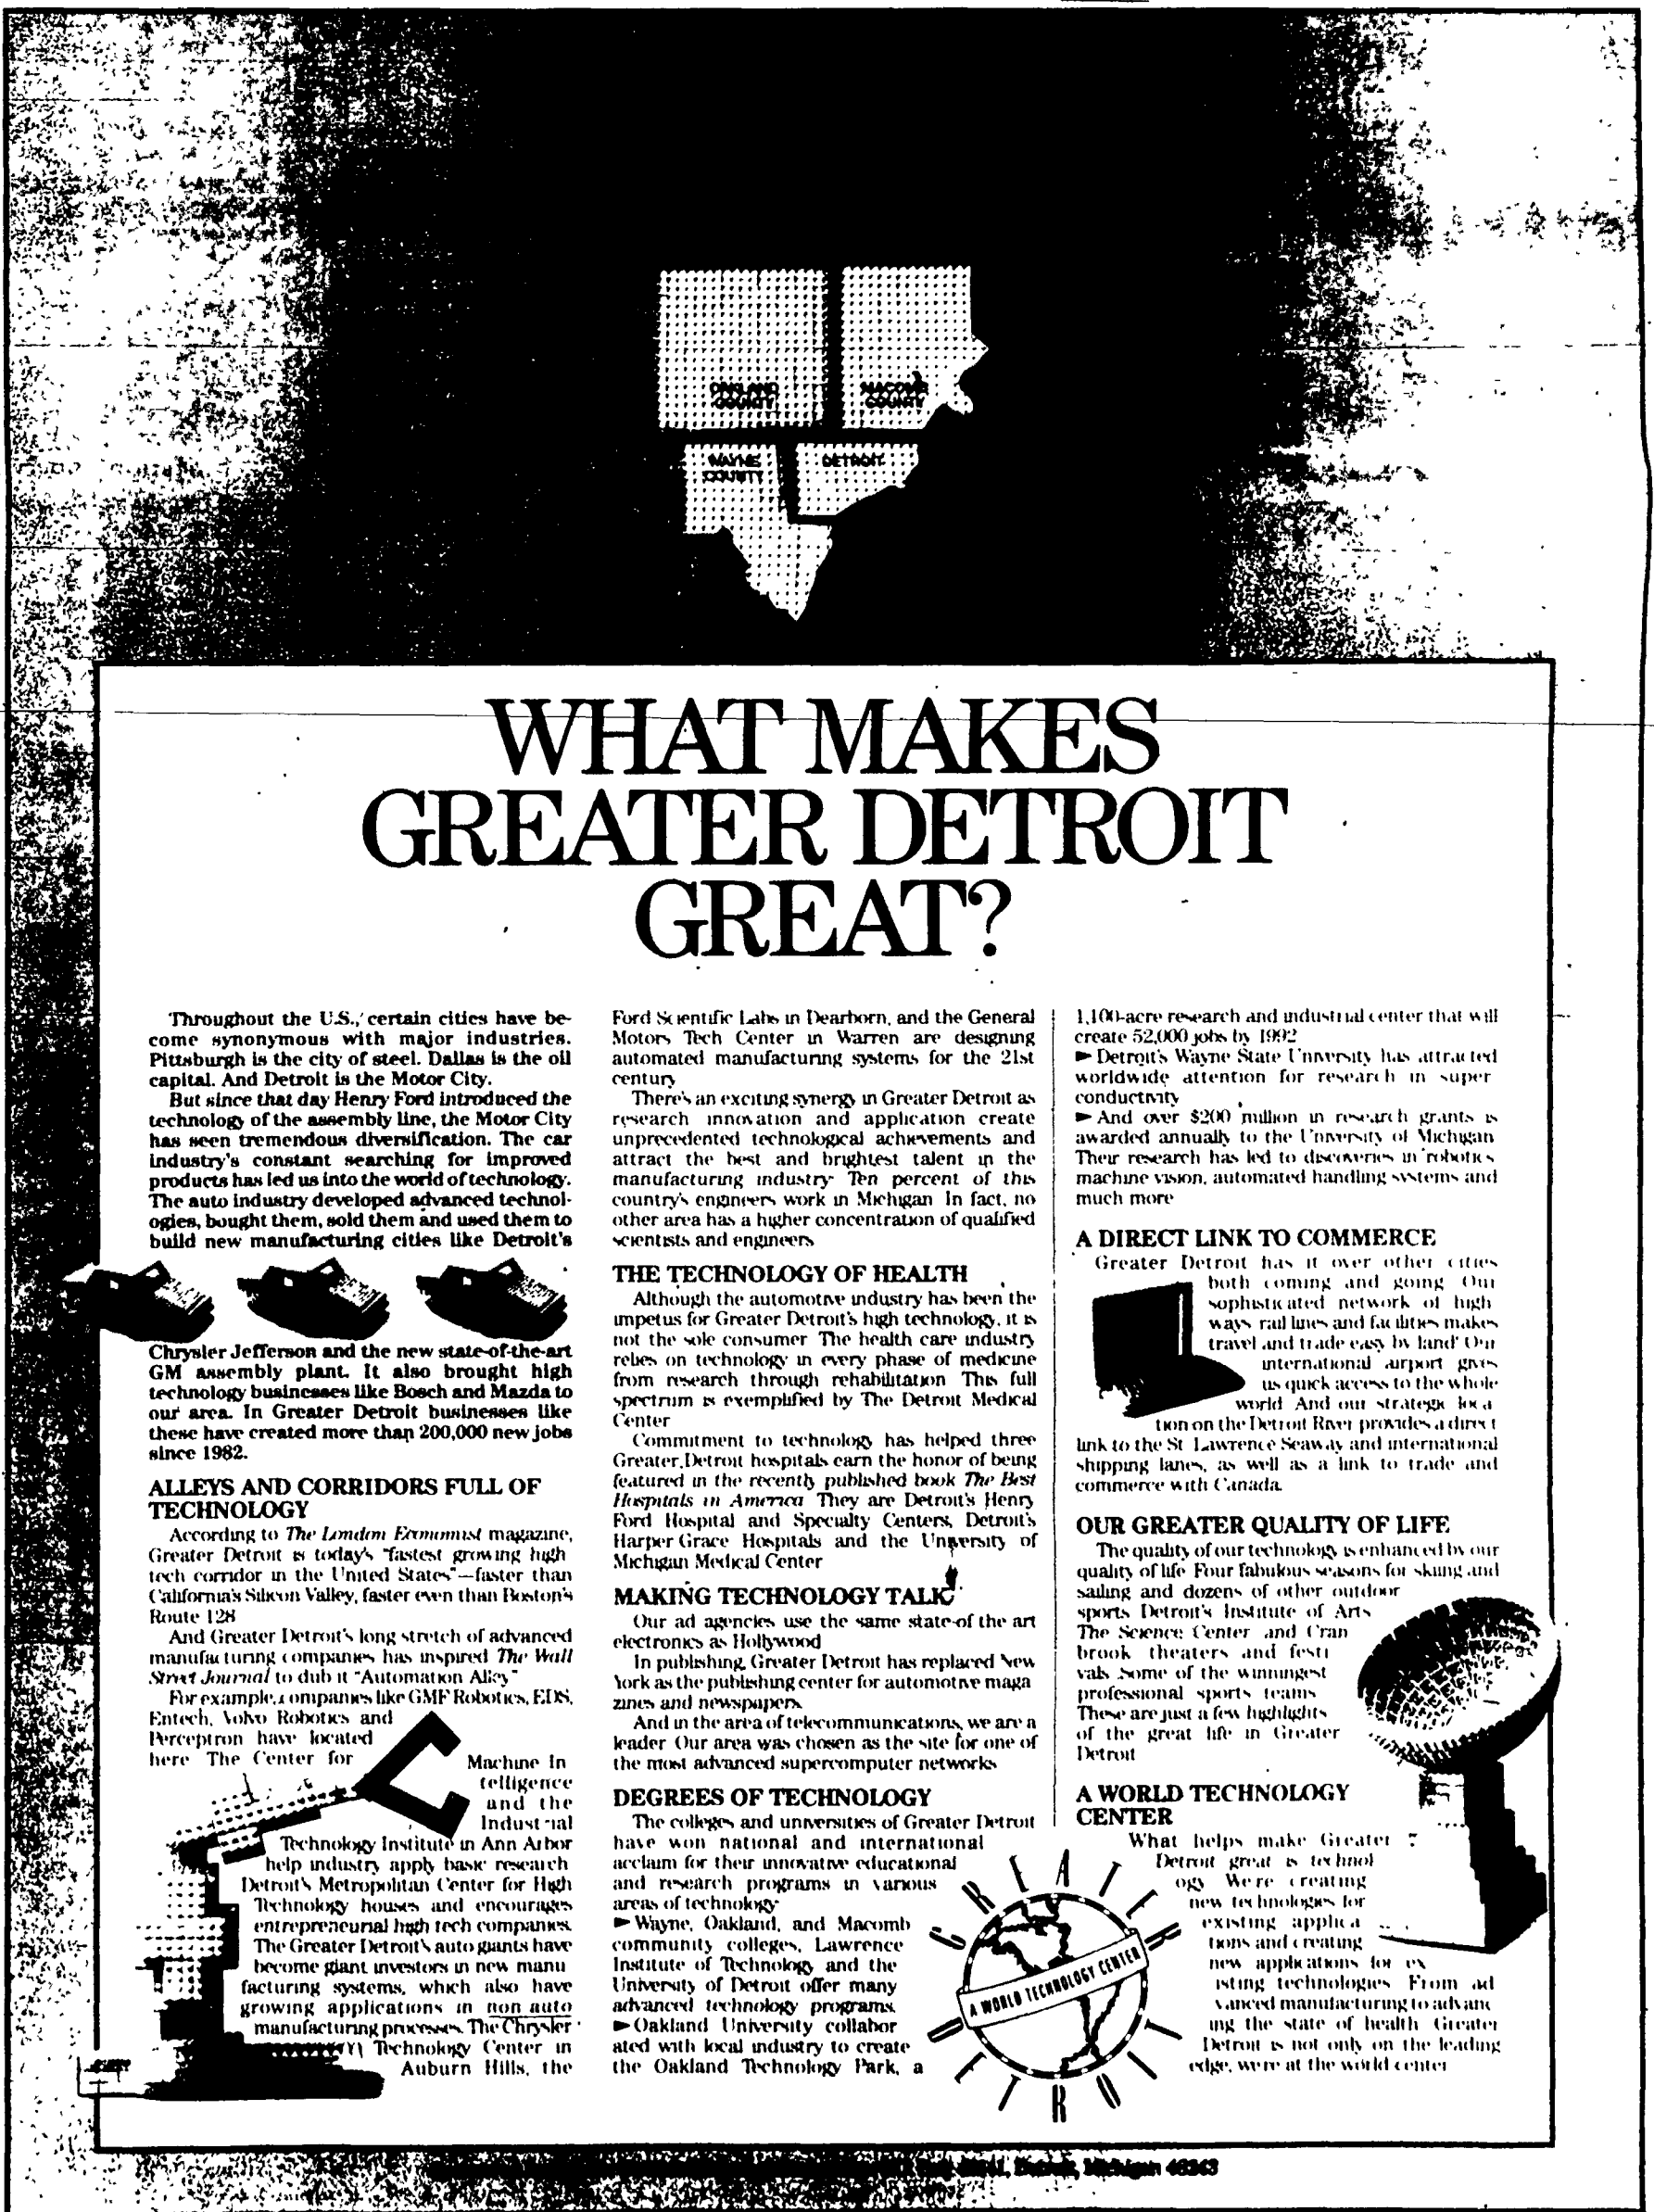 OAKLAND
COUNTY
MACOMB
COUNTY
WAYNE
COUNTY
DETROIT
WHAT MAKES
GREATER DETROIT
GREAT?
Throughout the U.S., certain cities have be-
come synonymous with major industries.
Pittsburgh is the city of steel. Dallas is the oil
capital. And Detroit is the Motor City.
But since that day Henry Ford introduced the
technology of the assembly line, the Motor City
has seen tremendous diversification. The car
industry's constant searching for improved
products has led us into the world of technology.
The auto industry developed advanced technol-
ogies, bought them, sold them and used them to
build new manufacturing cities like Detroit's
Chrysler Jefferson and the new state-of-the-art
GM assembly plant. It also brought high
technology businesses like Bosch and Mazda to
our area. In Greater Detroit businesses like
these have created more than 200,000 new jobs
since 1982.
ALLEYS AND CORRIDORS FULL OF
TECHNOLOGY
According to The London Economist magazine,
Greater Detroit is today's "fastest growing high
tech corridor in the United States"—faster than
California's Silicon Valley, faster even than Boston's
Route 128
And Greater Detroit's long stretch of advanced
manufacturing companies has inspired The Wall
Street Journal to dub it "Automation Alley"
For example, companies like GMF Robotics, EDS,
Entech, Volvo Robotics and
Perceptron have located
here The Center for
Machine In
telligence
and the
Industrial
Technology Institute in Ann Arbor
help industry apply basic research
Detroit's Metropolitan Center for High
Technology houses and encourages
entrepreneurial high tech companies.
The Greater Detroit's auto giants have
become giant investors in new manu
facturing systems, which also have
growing applications in non auto
manufacturing processes. The Chrysler
Technology Center in
Auburn Hills, the
Ford Scientific Labs in Dearborn, and the General
Motors Tech Center in Warren are designing
automated manufacturing systems for the 21st
century
There's an exciting synergy in Greater Detroit as
research innovation and application create
unprecedented technological achievements and
attract the best and brightest talent in the
manufacturing industry Ten percent of this
country's engineers work in Michigan In fact, no
other area has a higher concentration of qualified
scientists and engineers
THE TECHNOLOGY OF HEALTH
Although the automotive industry has been the
impetus for Greater Detroit's high technology, it is
not the sole consumer The health care industry
relies on technology in every phase of medicine
from research through rehabilitation This full
spectrum is exemplified by The Detroit Medical
Center
Commitment to technology has helped three
Greater Detroit hospitals earn the honor of being
featured in the recently published book The Best
Hospitals in America They are Detroit's Henry
Ford Hospital and Specialty Centers, Detroit's
Harper Grace Hospitals and the University of
Michigan Medical Center
MAKING TECHNOLOGY TALK
Our ad agencies use the same state-of the art
electronics as Hollywood
In publishing, Greater Detroit has replaced New
York as the publishing center for automotive maga
zines and newspapers.
And in the area of telecommunications, we are a
leader Our area was chosen as the site for one of
the most advanced supercomputer networks
DEGREES OF TECHNOLOGY
The colleges and universities of Greater Detroit
have won national and international
acclaim for their innovative educational
and research programs in various
areas of technology
► Wayne, Oakland, and Macomb
community colleges, Lawrence
Institute of Technology and the
University of Detroit offer many
advanced technology programs.
► Oakland University collabor
ated with local industry to create
the Oakland Technology Park, a
1,100-acre research and industrial center that will
create 52,000 jobs by 1992
► Detroit's Wayne State University has attracted
worldwide attention for research in super
conductivity
► And over $200 million in research grants is
awarded annually to the University of Michigan
Their research has led to discoveries in robotics
machine vision, automated handling systems and
much more
A DIRECT LINK TO COMMERCE
Greater Detroit has it over other cities
both coming and going Our
sophisticated network of high
ways rail lines and facilities makes
travel and trade easy by land Our
international airport gives
us quick access to the whole
world And our strategic loca
tion on the Detroit River provides a direct
link to the St Lawrence Seaway and international
shipping lanes, as well as a link to trade and
commerce with Canada.
OUR GREATER QUALITY OF LIFE
The quality of our technology is enhanced by our
quality of life Four fabulous seasons for skiing and
sailing and dozens of other outdoor
sports Detroit's Institute of Arts
The Science Center and Cran
brook theaters and festi
vals Some of the winningest
professional sports teams
These are just a few highlights
of the great life in Greater
Detroit
A WORLD TECHNOLOGY
CENTER
What helps make Greater
Detroit great is technol
ogy We're creating
new technologies for
existing applica
tions and creating
new applications for ex
isting technologies From ad
vanced manufacturing to advanc
ing the state of health Greater
Detroit is not only on the leading
edge, we're at the world center
GREATER
DETROIT
A WORLD TECHNOLOGY CENTER
Detroit, Michigan 48243